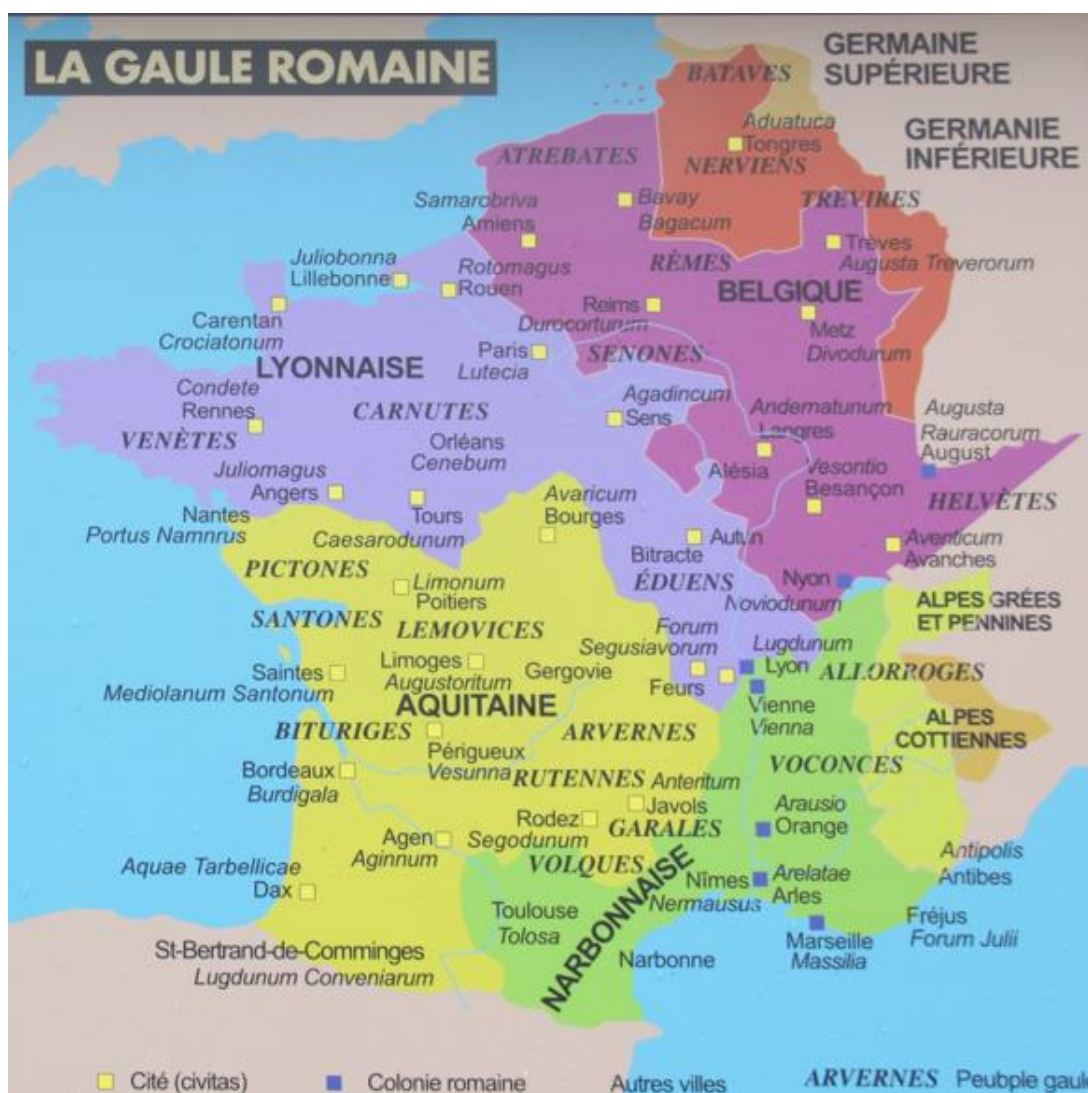 LA GAULE ROMAINE
GERMAINE
SUPÉRIEURE
BATAVES
GERMANIE
INFÉRIEURE
Aduatuca
Tongres
NERVIENS
ATREBATES
TREVIRES
Samarobriva
Amiens
Bavay
Bagacum
Trèves
Augusta Treverorum
Juliobonna
Lillebonne
Rotomagus
Rouen
RÈMES
BELGIQUE
Reims
Durocorturum
Metz
Divodurum
Carentan
Crociatonum
Paris
Lutecia
SENONES
LYONNAISE
Condete
Rennes
CARNUTES
Agadincum
Sens
Andematunum
Langres
Augusta
Rauracorum
August
VENÈTES
Orléans
Cenebum
Juliomagus
Angers
Alésia
Vesontio
Besançon
HELVÈTES
Nantes
Portus Namnrus
Tours
Caesarodunum
Avaricum
Bourges
Autun
Bitracte
Aventicum
Avanches
PICTONES
Limonum
Poitiers
ÉDUENS
Nyon
Noviodunum
ALPES GRÉES
ET PENNINES
SANTONES
LEMOVICES
Forum
Segusiavorum
Feurs
Lugdunum
Lyon
ALLORROGES
Saintes
Mediolanum Santonum
Limoges
Augustoritum
Gergovie
Vienne
Vienna
AQUITAINE
ALPES
COTTIENNES
BITURIGES
ARVERNES
Périgueux
Vesunna
VOCONCES
Bordeaux
Burdigala
RUTENNES
Anteritum
Javols
Arausio
Orange
Rodez
Segodunum
GARALES
Agen
Aginnum
VOLQUES
Antipolis
Antibes
Aquae Tarbellicae
Dax
Nîmes
Nermausus
Arelatae
Arles
Toulouse
Tolosa
NARBONNAISE
Fréjus
Forum Julii
Marseille
Massilia
St-Bertrand-de-Comminges
Lugdunum Conveniarum
Narbonne
Cité (civitas)
Colonie romaine
Autres villes
ARVERNES Peubple gaul